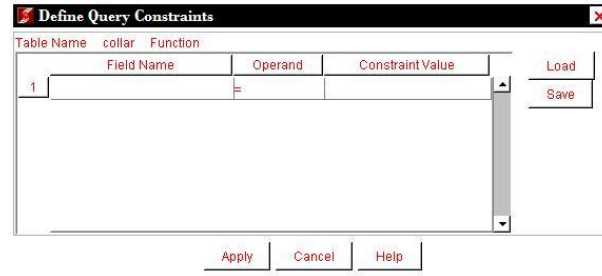 Define Query Constraints
Table Name collar Function
Field Name Operand Constraint Value
Load
1 =
Save
Apply Cancel Help